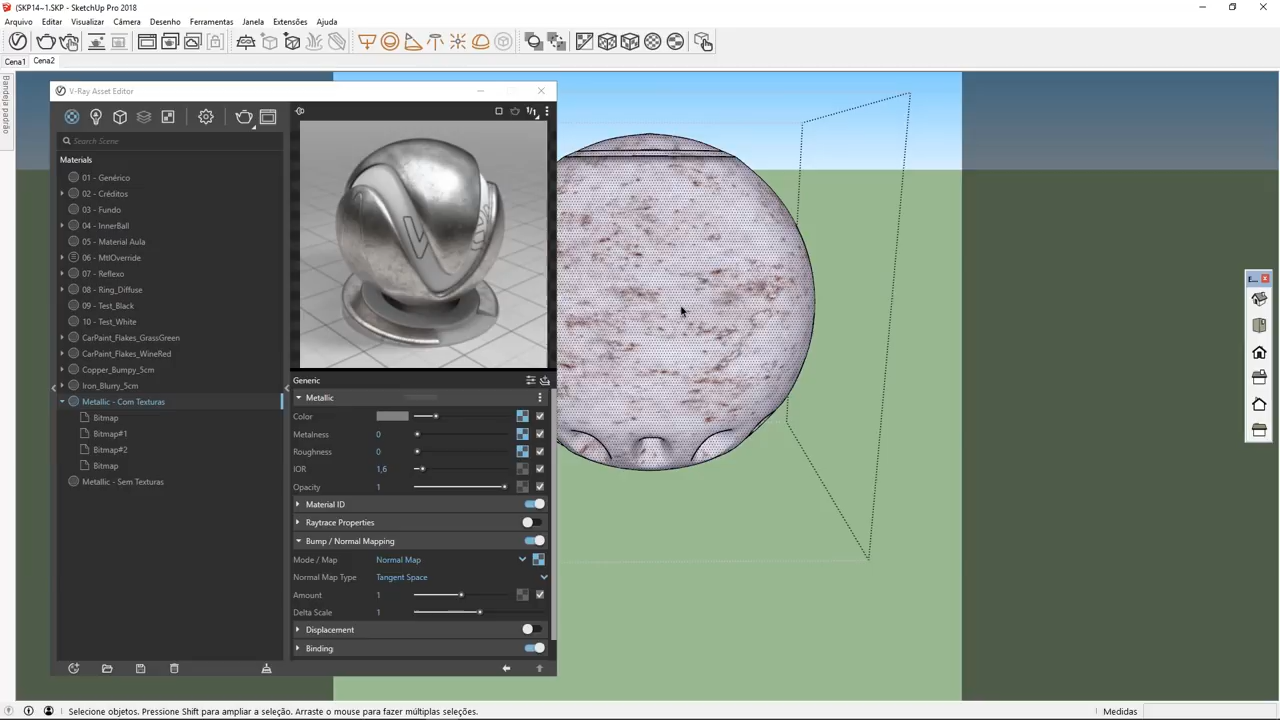 (SKP14~1.SKP - SketchUp Pro 2018
Arquivo Editar Visualizar Câmera Desenho Ferramentas Janela Extensões Ajuda
Cena1 Cena2
Bandeja padrão
V-Ray Asset Editor
Search Scene
Materials
01 - Genérico
02 - Créditos
03 - Fundo
04 - InnerBall
05 - Material Aula
06 - MtlOverride
07 - Reflexo
08 - Ring_Diffuse
09 - Test_Black
10 - Test_White
CarPaint_Flakes_GrassGreen
CarPaint_Flakes_WineRed
Copper_Bumpy_5cm
Iron_Blurry_5cm
Metallic - Com Texturas
Bitmap
Bitmap#1
Bitmap#2
Bitmap
Metallic - Sem Texturas
1/1
Generic
Metallic
Color
Metalness 0
Roughness 0
IOR 1,6
Opacity 1
Material ID
Raytrace Properties
Bump / Normal Mapping
Mode / Map Normal Map
Normal Map Type Tangent Space
Amount 1
Delta Scale 1
Displacement
Binding
E...
Selecione objetos. Pressione Shift para ampliar a seleção. Arraste o mouse para fazer múltiplas seleções.
Medidas